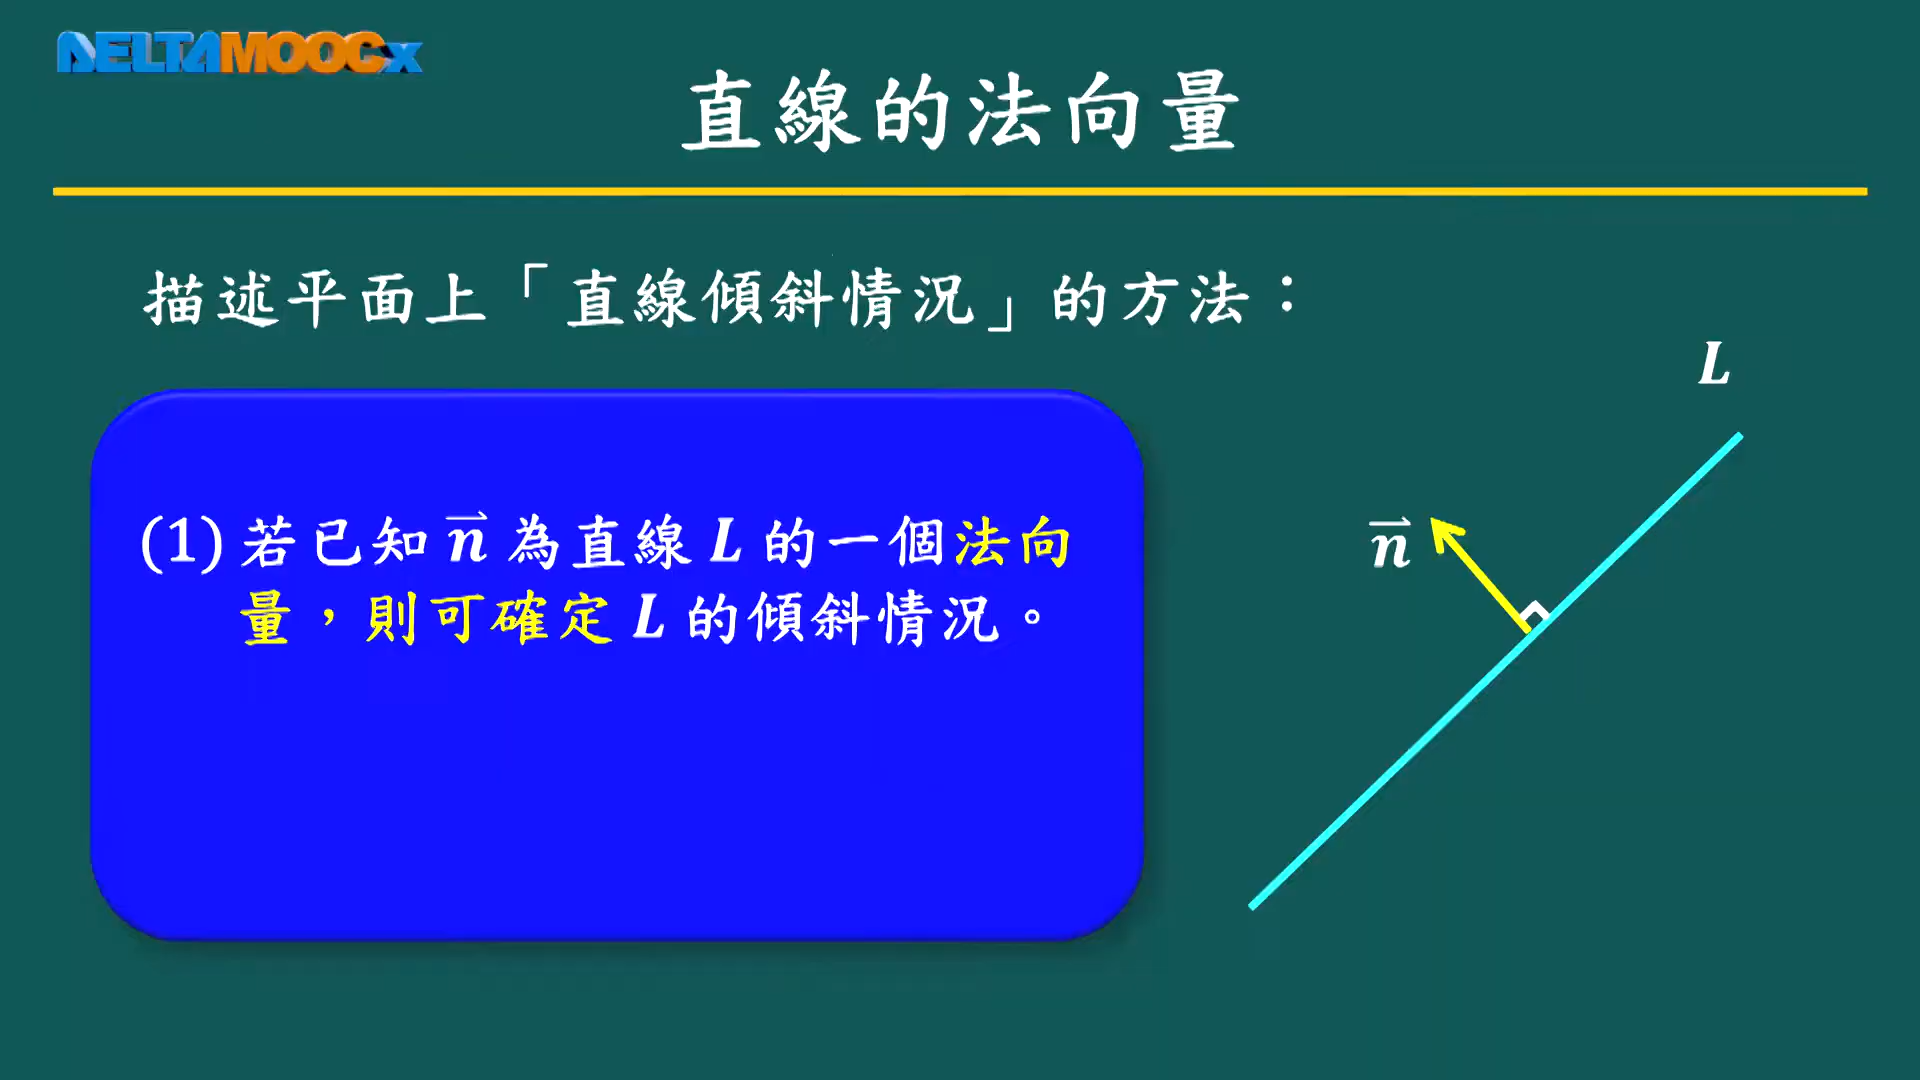 DELTAMOOCx
直線的法向量
描述平面上「直線傾斜情況」的方法：
L
(1) 若已知 n⃗ 為直線 L 的一個法向
量，則可確定 L 的傾斜情況。
n⃗